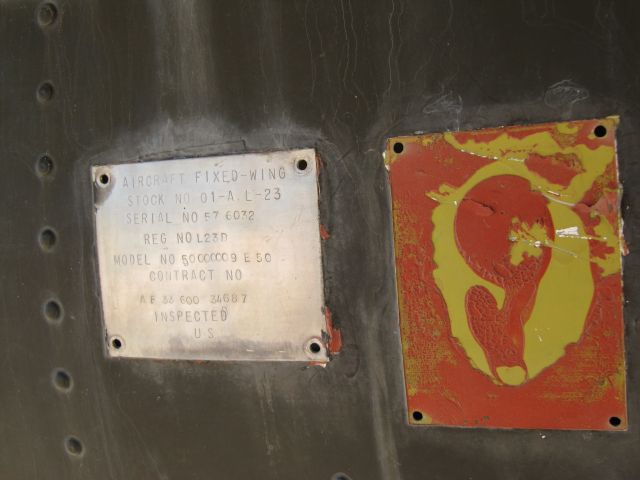 AIRCRAFT FIXED-WING
STOCK NO 01-A.L-23
SERIAL NO 57 6032
REG NO L23D
MODEL NO 50000009 E 50
CONTRACT NO
AF 33 600 34687
INSPECTED
U S